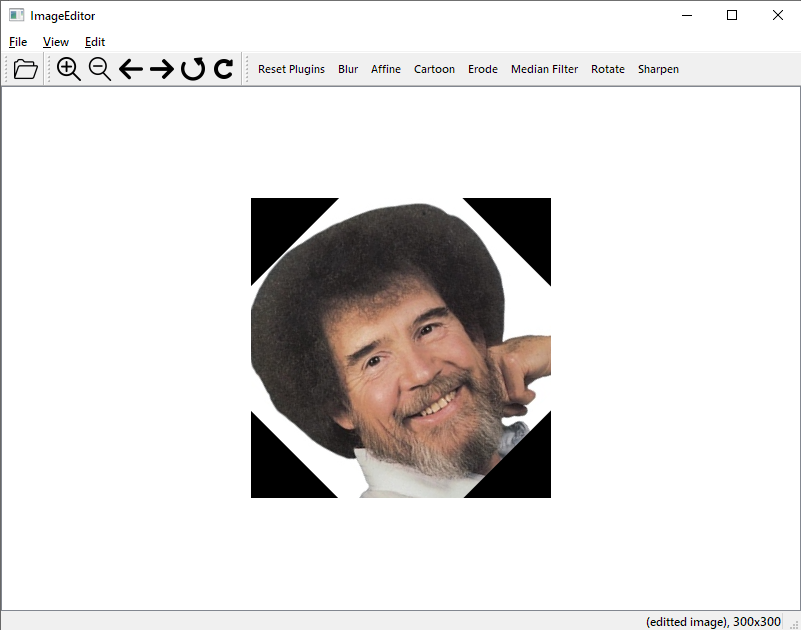 ImageEditor
File View Edit
Reset Plugins Blur Affine Cartoon Erode Median Filter Rotate Sharpen
(editted image), 300x300